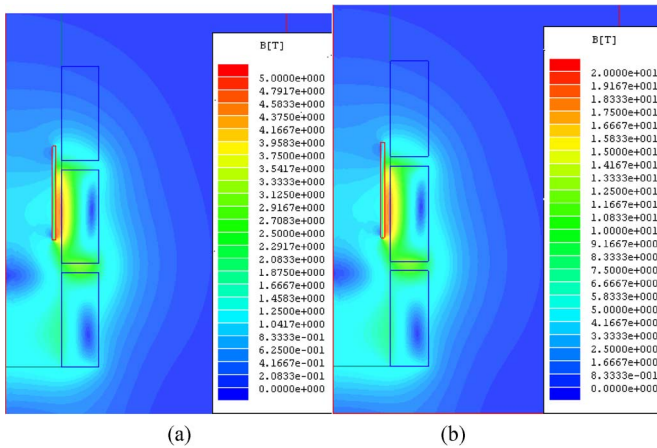 B[T]
5.0000e+000
4.7917e+000
4.5833e+000
4.3750e+000
4.1667e+000
3.9583e+000
3.7500e+000
3.5417e+000
3.3333e+000
3.1250e+000
2.9167e+000
2.7083e+000
2.5000e+000
2.2917e+000
2.0833e+000
1.8750e+000
1.6667e+000
1.4583e+000
1.2500e+000
1.0417e+000
8.3333e-001
6.2500e-001
4.1667e-001
2.0833e-001
0.0000e+000
(a)
B[T]
2.0000e+001
1.9167e+001
1.8333e+001
1.7500e+001
1.6667e+001
1.5833e+001
1.5000e+001
1.4167e+001
1.3333e+001
1.2500e+001
1.1667e+001
1.0833e+001
1.0000e+001
9.1667e+000
8.3333e+000
7.5000e+000
6.6667e+000
5.8333e+000
5.0000e+000
4.1667e+000
3.3333e+000
2.5000e+000
1.6667e+000
8.3333e-001
0.0000e+000
(b)